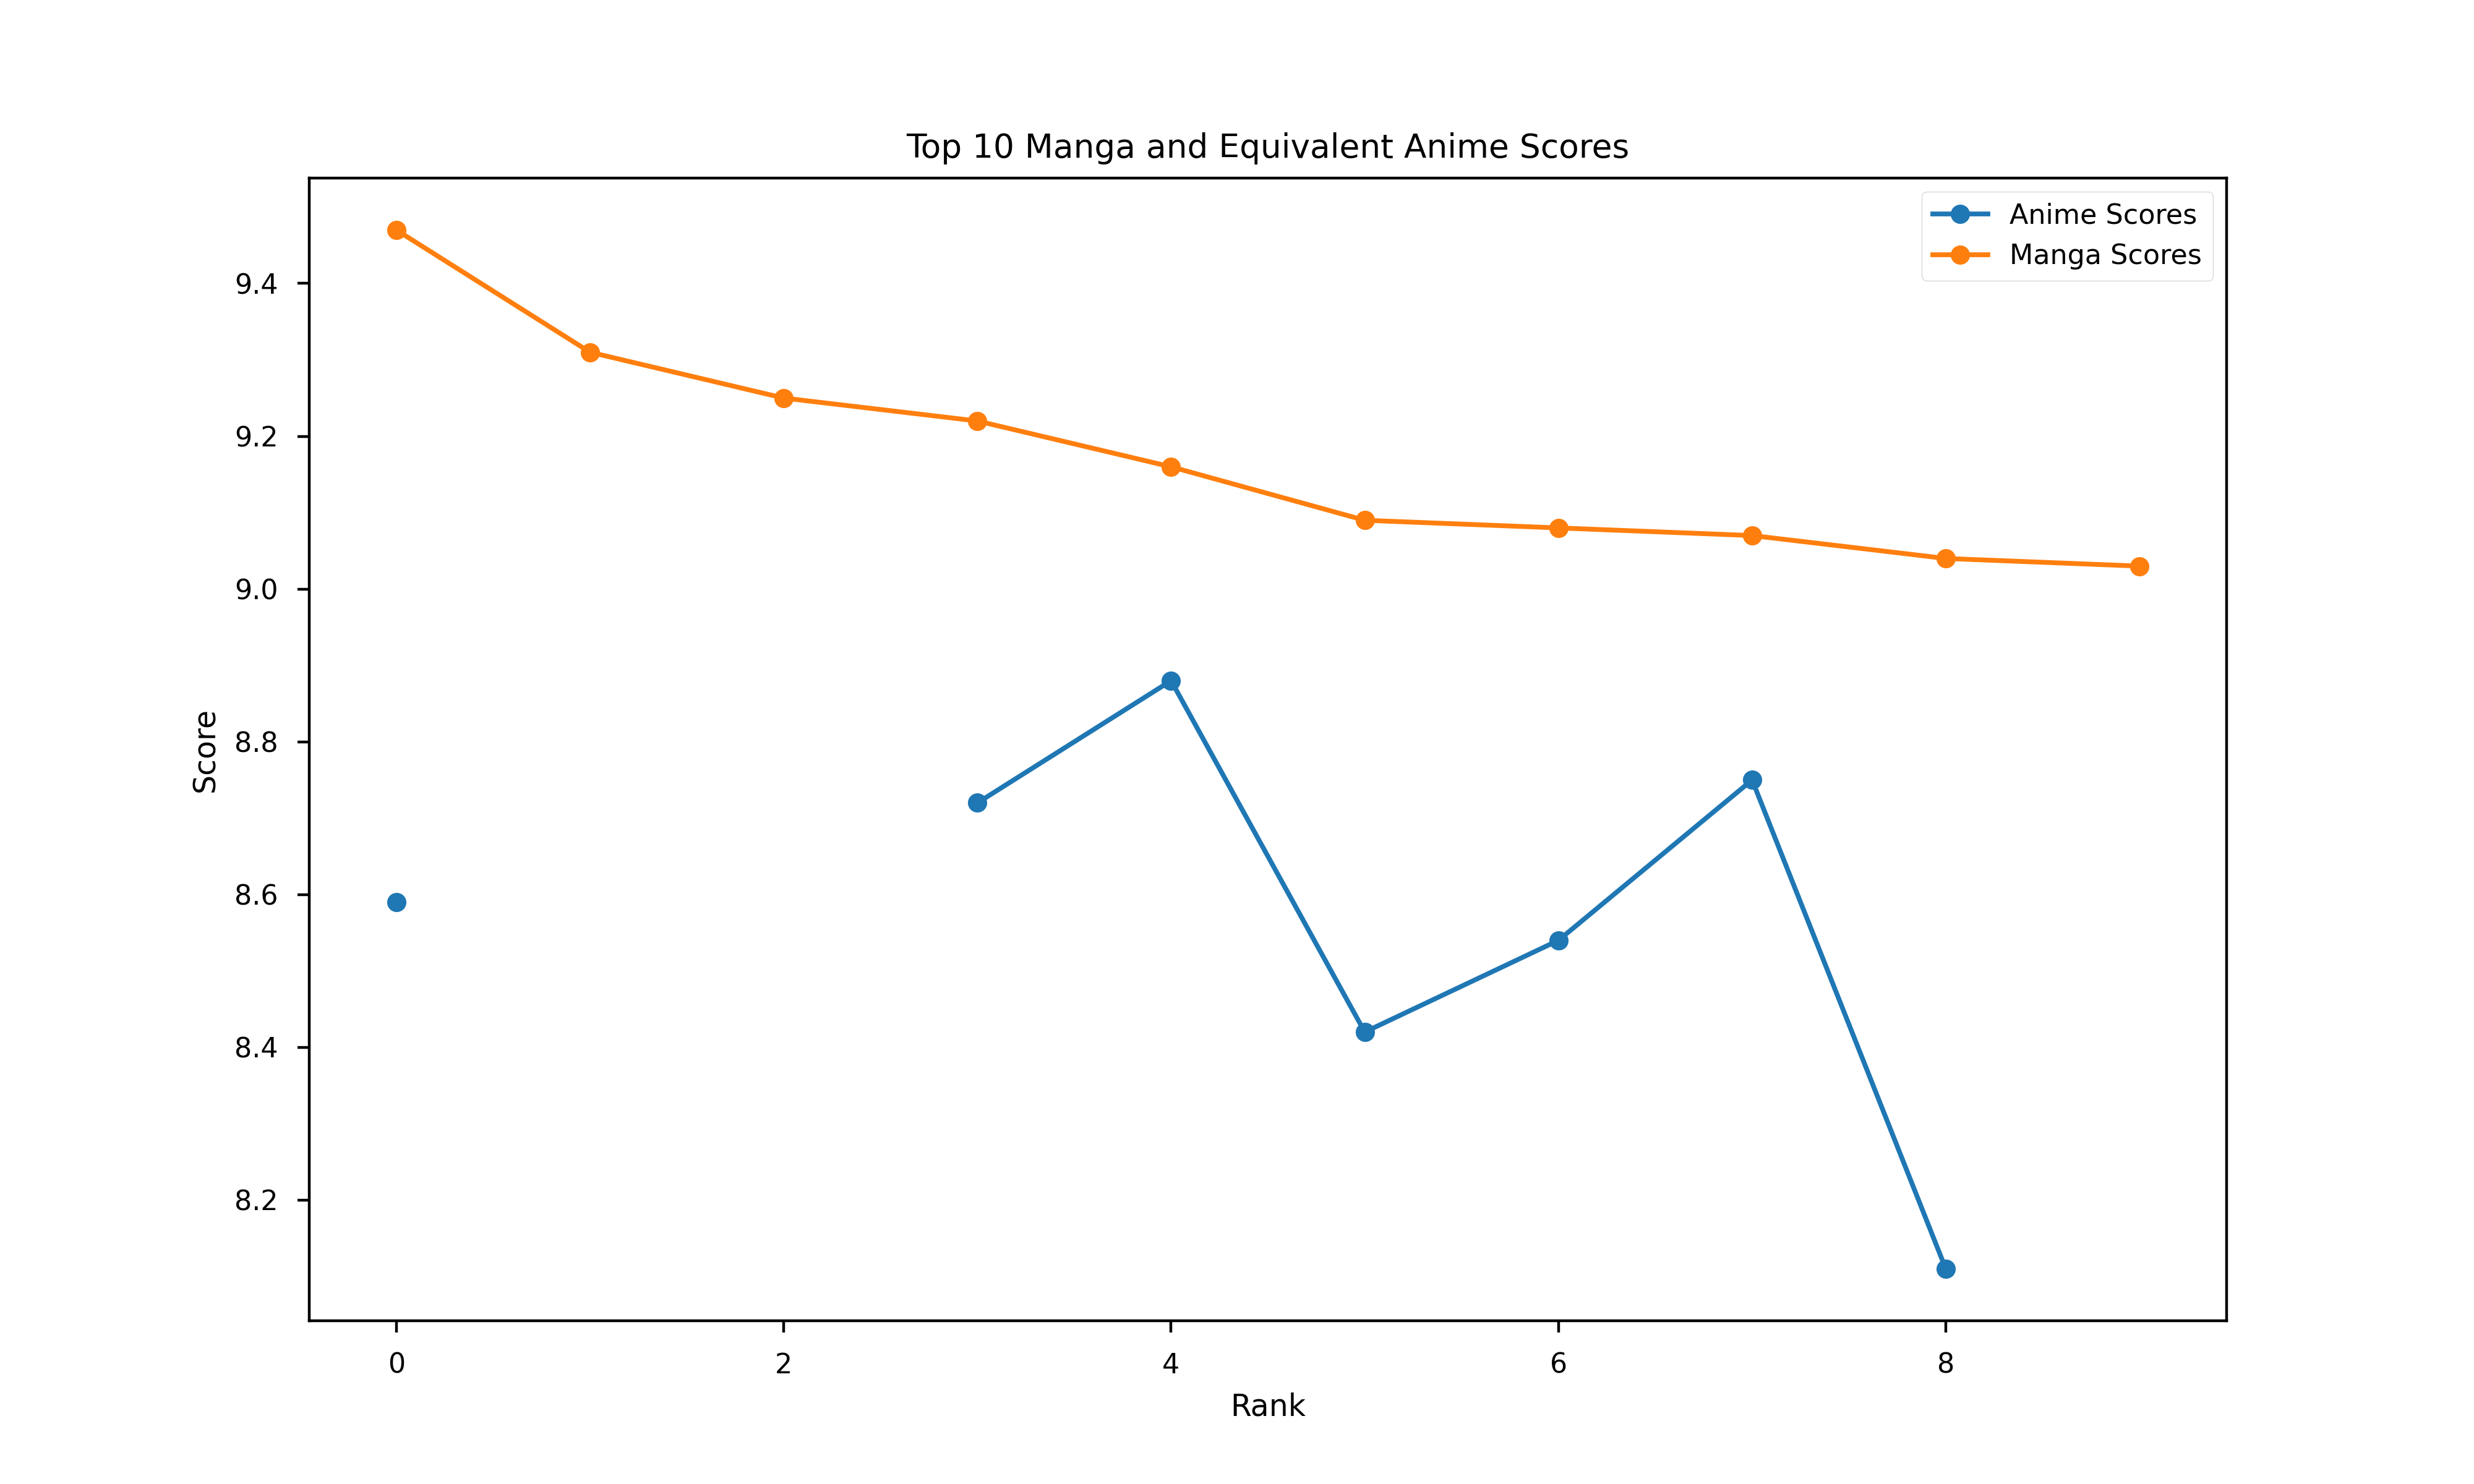 Top 10 Manga and Equivalent Anime Scores
Anime Scores
Manga Scores
9.4
9.2
9.0
8.8
8.6
8.4
8.2
Score
0 2 4 6 8
Rank